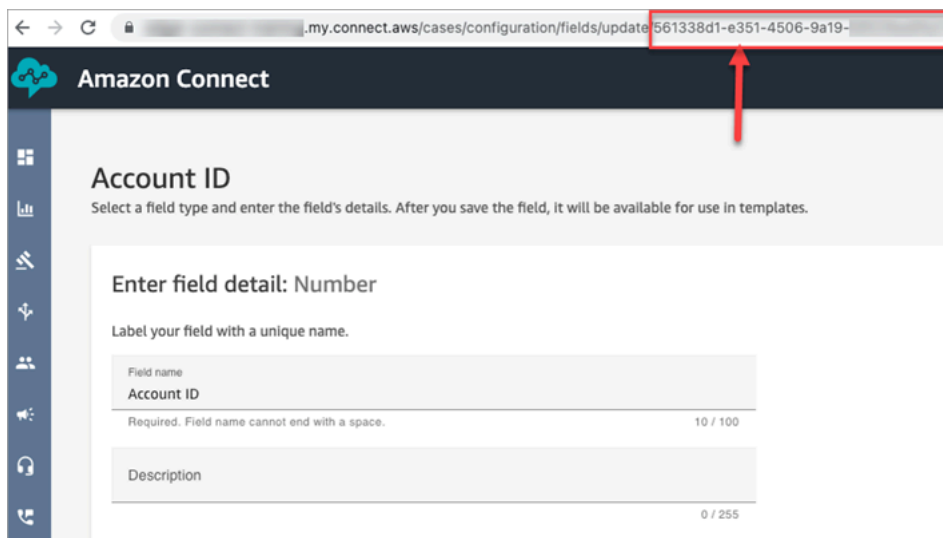 .my.connect.aws/cases/configuration/fields/update/561338d1-e351-4506-9a19-
Amazon Connect
Account ID
Select a field type and enter the field's details. After you save the field, it will be available for use in templates.
Enter field detail: Number
Label your field with a unique name.
Field name
Account ID
Required. Field name cannot end with a space.
10 / 100
Description
0 / 255